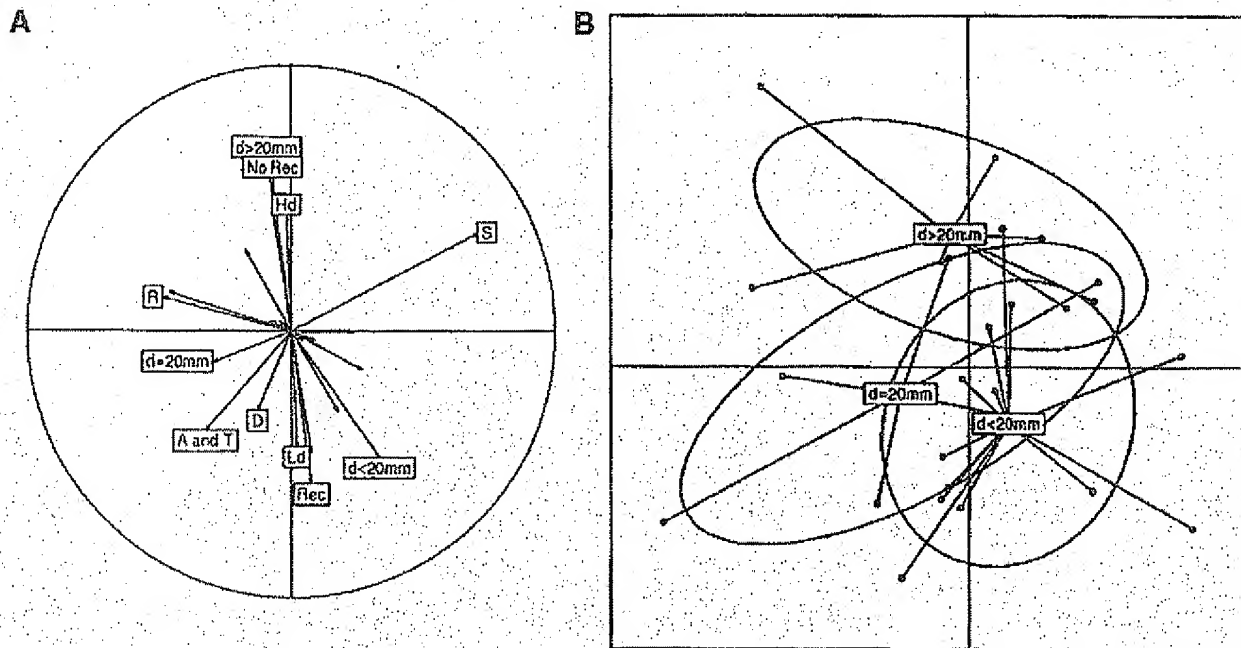 A
B
d>20mm
No Rec
Hd
S
R
d=20mm
D
A and T
Ld
d<20mm
Rec
d>20mm
d=20mm
d<20mm